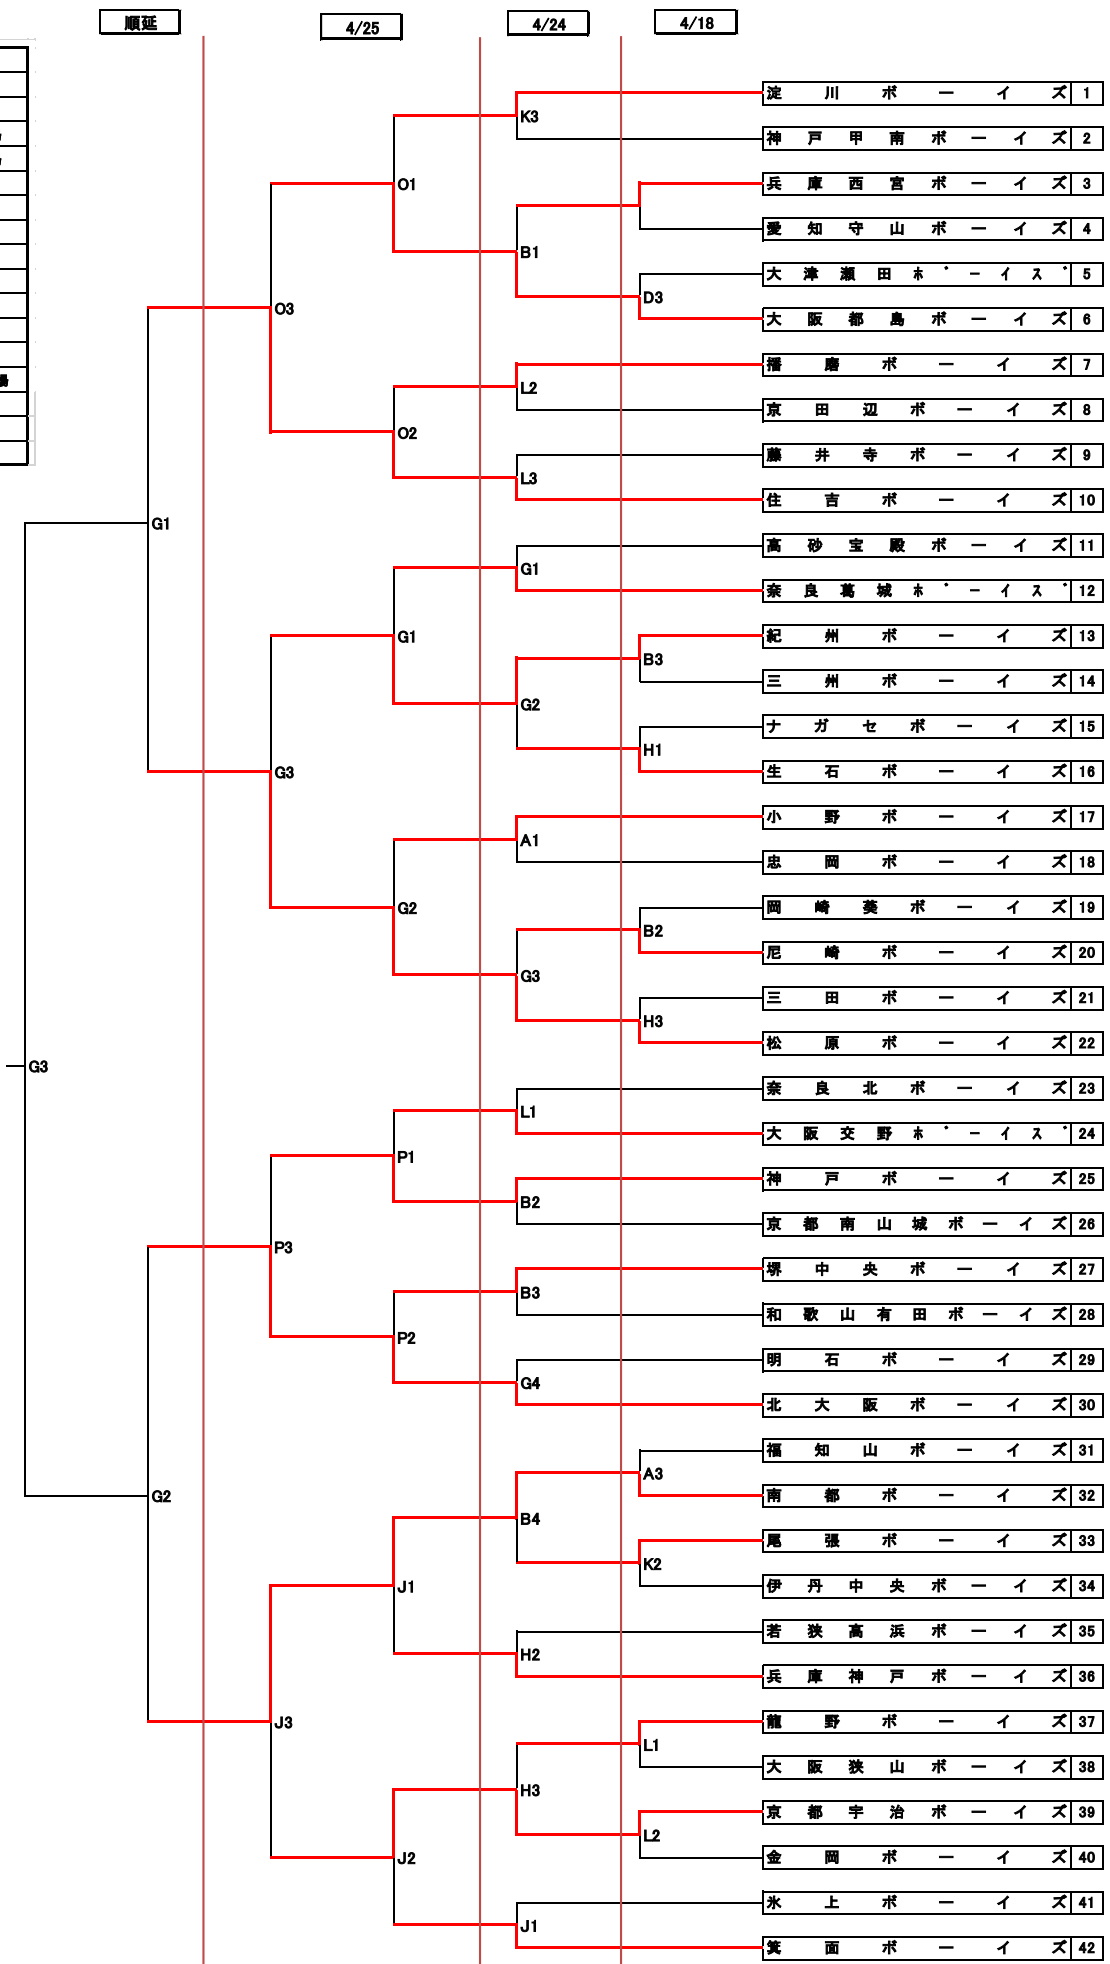 順延 4/25 4/24 4/18
淀川ボーイズ 1
K3
神戸甲南ボーイズ 2
兵庫西宮ボーイズ 3
O1
愛知守山ボーイズ 4
B1
大津瀬田ﾎﾞｰｲｽﾞ 5
D3
O3
大阪都島ボーイズ 6
播磨ボーイズ 7
L2
京田辺ボーイズ 8
O2
藤井寺ボーイズ 9
L3
住吉ボーイズ 10
G1
高砂宝殿ボーイズ 11
G1
奈良葛城ﾎﾞｰｲｽﾞ 12
G1
紀州ボーイズ 13
B3
三州ボーイズ 14
G2
ナガセボーイズ 15
H1
G3
生石ボーイズ 16
小野ボーイズ 17
A1
忠岡ボーイズ 18
G2
岡崎葵ボーイズ 19
B2
尼崎ボーイズ 20
G3
三田ボーイズ 21
H3
松原ボーイズ 22
G3
奈良北ボーイズ 23
L1
大阪交野ﾎﾞｰｲｽﾞ 24
P1
神戸ボーイズ 25
B2
京都南山城ボーイズ 26
P3
堺中央ボーイズ 27
B3
和歌山有田ボーイズ 28
P2
明石ボーイズ 29
G4
北大阪ボーイズ 30
福知山ボーイズ 31
A3
G2
南都ボーイズ 32
B4
尾張ボーイズ 33
K2
J1
伊丹中央ボーイズ 34
若狭高浜ボーイズ 35
H2
兵庫神戸ボーイズ 36
J3
龍野ボーイズ 37
L1
大阪狭山ボーイズ 38
H3
京都宇治ボーイズ 39
L2
J2
金岡ボーイズ 40
氷上ボーイズ 41
J1
箕面ボーイズ 42